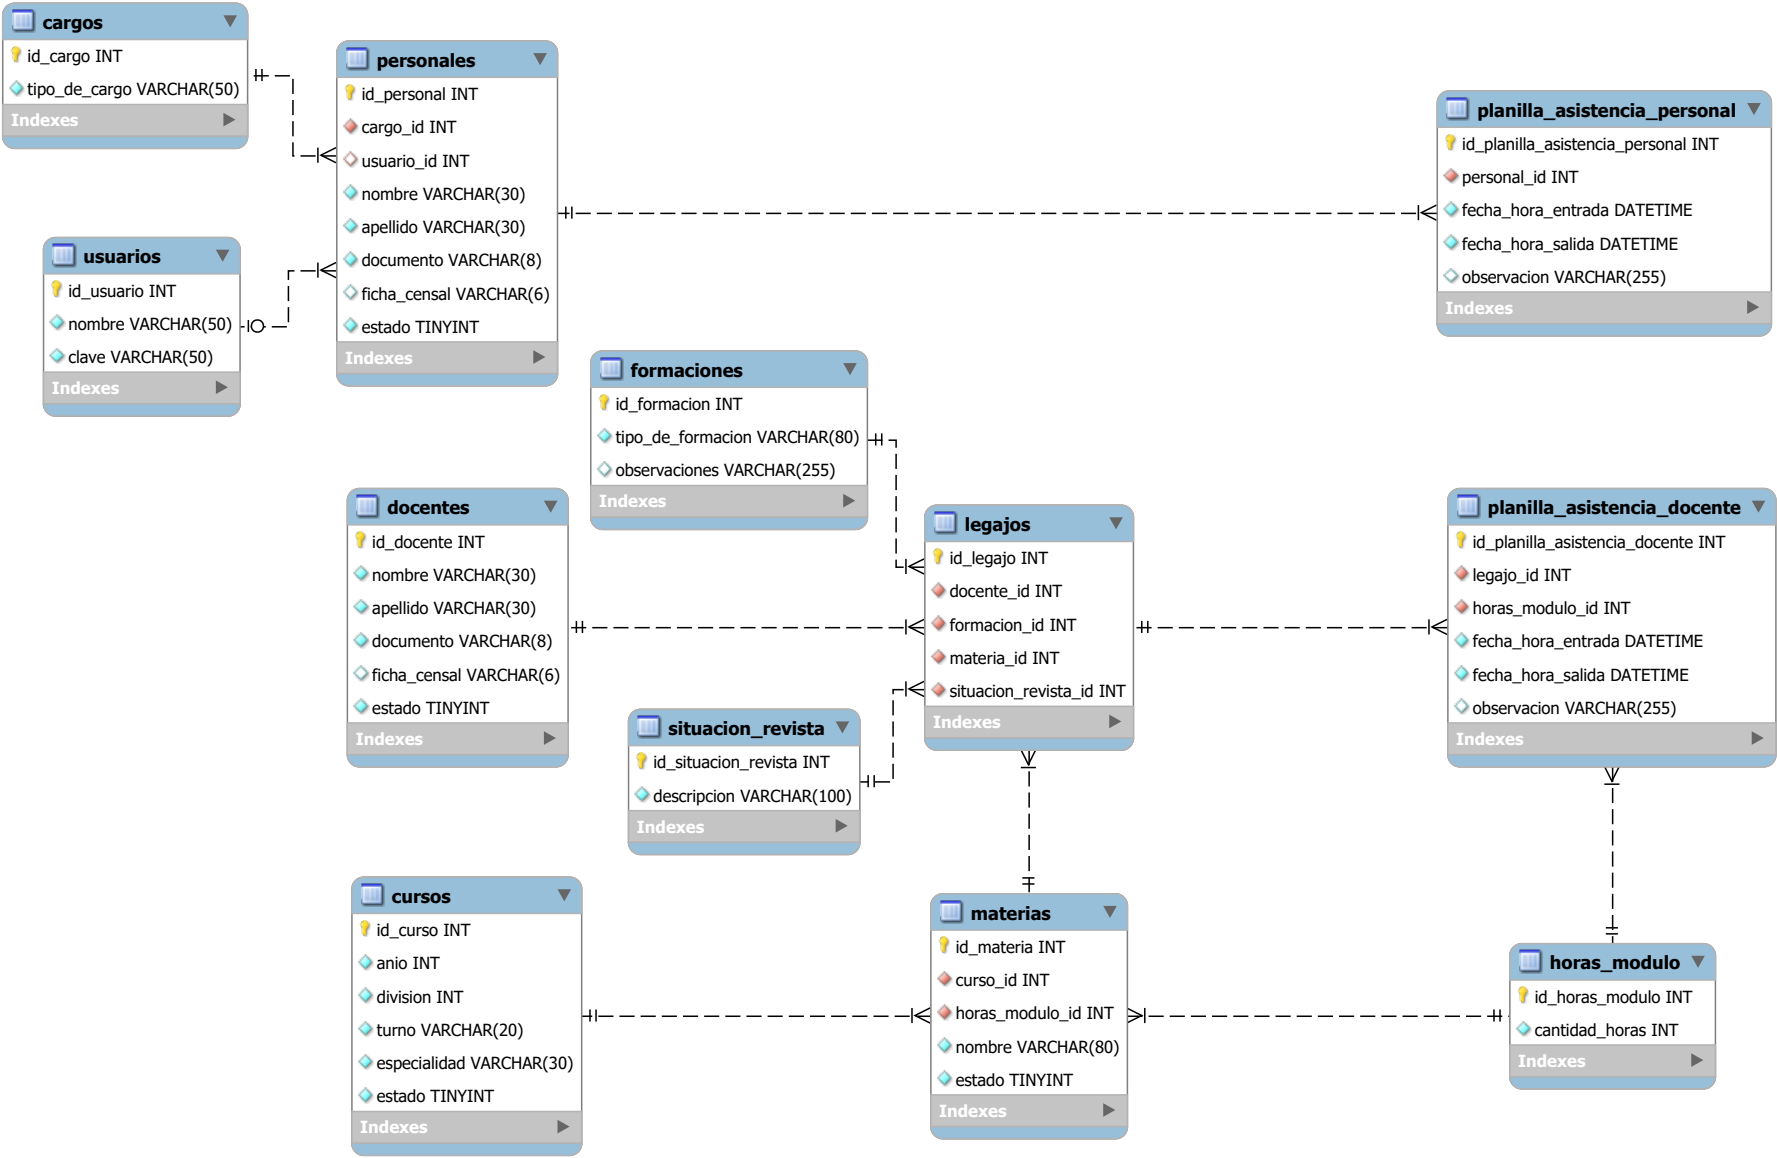 cargos
id_cargo INT
tipo_de_cargo VARCHAR(50)
Indexes
personales
id_personal INT
cargo_id INT
usuario_id INT
nombre VARCHAR(30)
apellido VARCHAR(30)
documento VARCHAR(8)
ficha_censal VARCHAR(6)
estado TINYINT
Indexes
planilla_asistencia_personal
id_planilla_asistencia_personal INT
personal_id INT
fecha_hora_entrada DATETIME
fecha_hora_salida DATETIME
observacion VARCHAR(255)
Indexes
usuarios
id_usuario INT
nombre VARCHAR(50)
clave VARCHAR(50)
Indexes
formaciones
id_formacion INT
tipo_de_formacion VARCHAR(80)
observaciones VARCHAR(255)
Indexes
docentes
id_docente INT
nombre VARCHAR(30)
apellido VARCHAR(30)
documento VARCHAR(8)
ficha_censal VARCHAR(6)
estado TINYINT
Indexes
legajos
id_legajo INT
docente_id INT
formacion_id INT
materia_id INT
situacion_revista_id INT
Indexes
planilla_asistencia_docente
id_planilla_asistencia_docente INT
legajo_id INT
horas_modulo_id INT
fecha_hora_entrada DATETIME
fecha_hora_salida DATETIME
observacion VARCHAR(255)
Indexes
situacion_revista
id_situacion_revista INT
descripcion VARCHAR(100)
Indexes
cursos
id_curso INT
anio INT
division INT
turno VARCHAR(20)
especialidad VARCHAR(30)
estado TINYINT
Indexes
materias
id_materia INT
curso_id INT
horas_modulo_id INT
nombre VARCHAR(80)
estado TINYINT
Indexes
horas_modulo
id_horas_modulo INT
cantidad_horas INT
Indexes